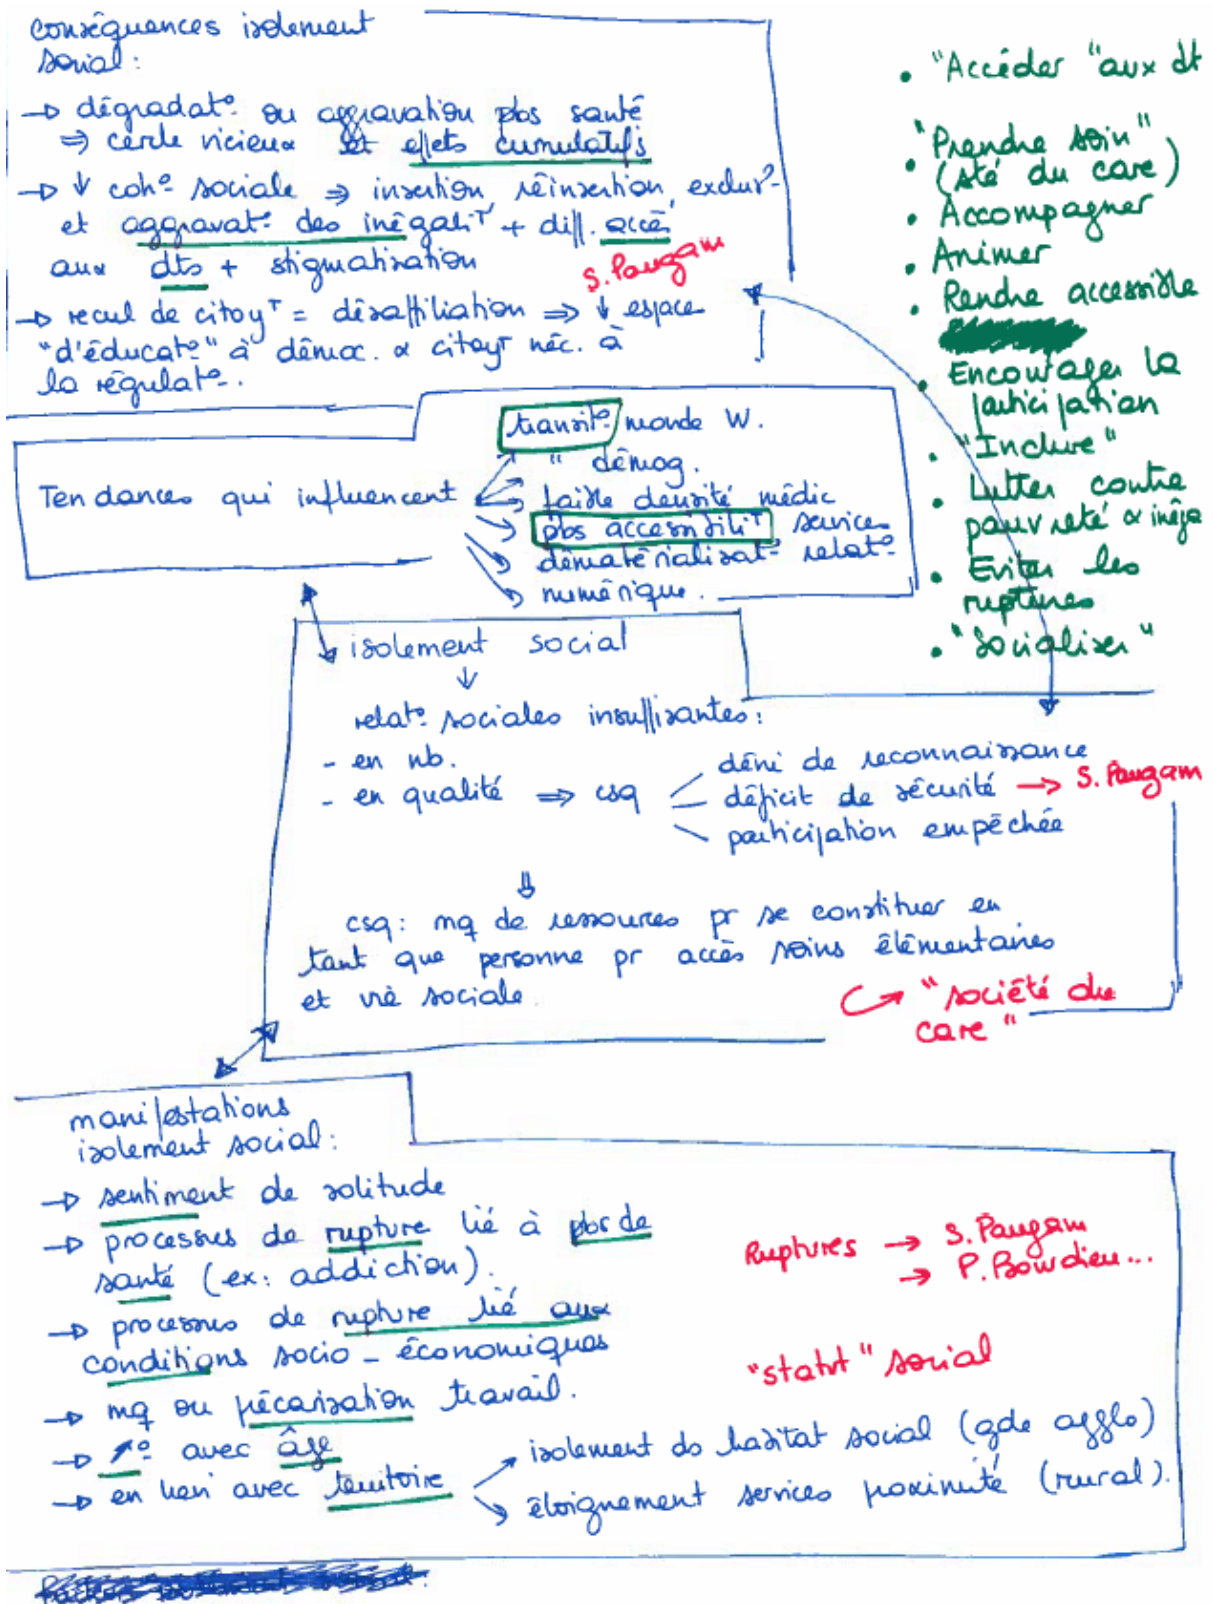 conséquences isolement
social :
→ dégradat° ou aggravation pbs santé
⇒ cercle vicieux et effets cumulatifs
→ ↓ coh° sociale ⇒ insertion, réinsertion, exclus°
et aggravat° des inégalitT + diff. accès
aux dts + stigmatisation
S. Paugam
→ recul de citoyT = désaffiliation ⇒ ↓ espace
"d'éducat°" à démoc. & citoyT néc. à
la régulat°.
• "Accéder" aux dt
• "Prendre soin"
(sté du care)
• Accompagner
• Animer
• Rendre accessible
• Encourager la
participation
• "Inclure"
• Lutter contre
pauvreté & inéga
• Eviter les
ruptures
• "Socialiser"
Tendances qui influencent
transit° monde W.
" démog.
faible densité médic
pbs accessibilitT services
dématérialisat° relat°
numérique.
isolement social
↓
relat° sociales insuffisantes :
- en nb.
- en qualité ⇒ csq
déni de reconnaissance
déficit de sécurité → S. Paugam
participation empêchée
⇓
csq : mq de ressources pr se constituer en
tant que personne pr accès soins élémentaires
et vie sociale.
"société du
care"
manifestations
isolement social :
→ sentiment de solitude
→ processus de rupture lié à pbs de
santé (ex : addiction).
Ruptures → S. Paugam
→ P. Bourdieu...
→ processus de rupture lié aux
conditions socio-économiques
"statut" social
→ mq ou précarisation travail.
→ ↗° avec âge
→ en lien avec territoire
isolement ds habitat social (gde agglo)
éloignement services proximité (rural).